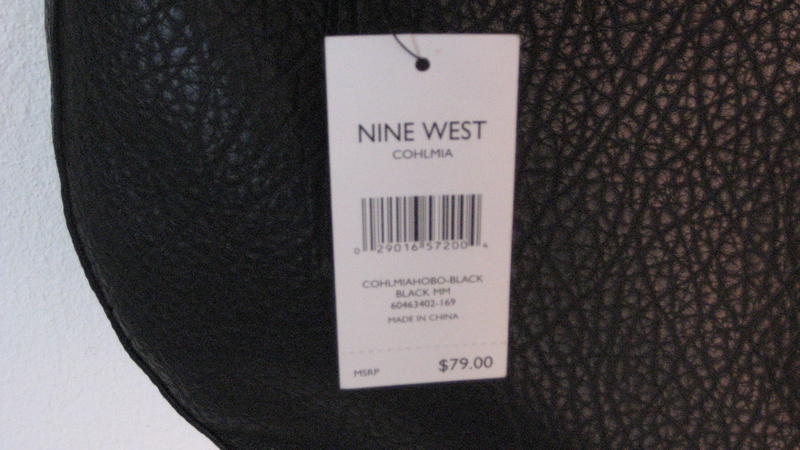 NINE WEST
COHLMIA
0 29016 57200 4
COHLMIAHOBO-BLACK
BLACK MM
60463402-169
MADE IN CHINA
MSRP $79.00